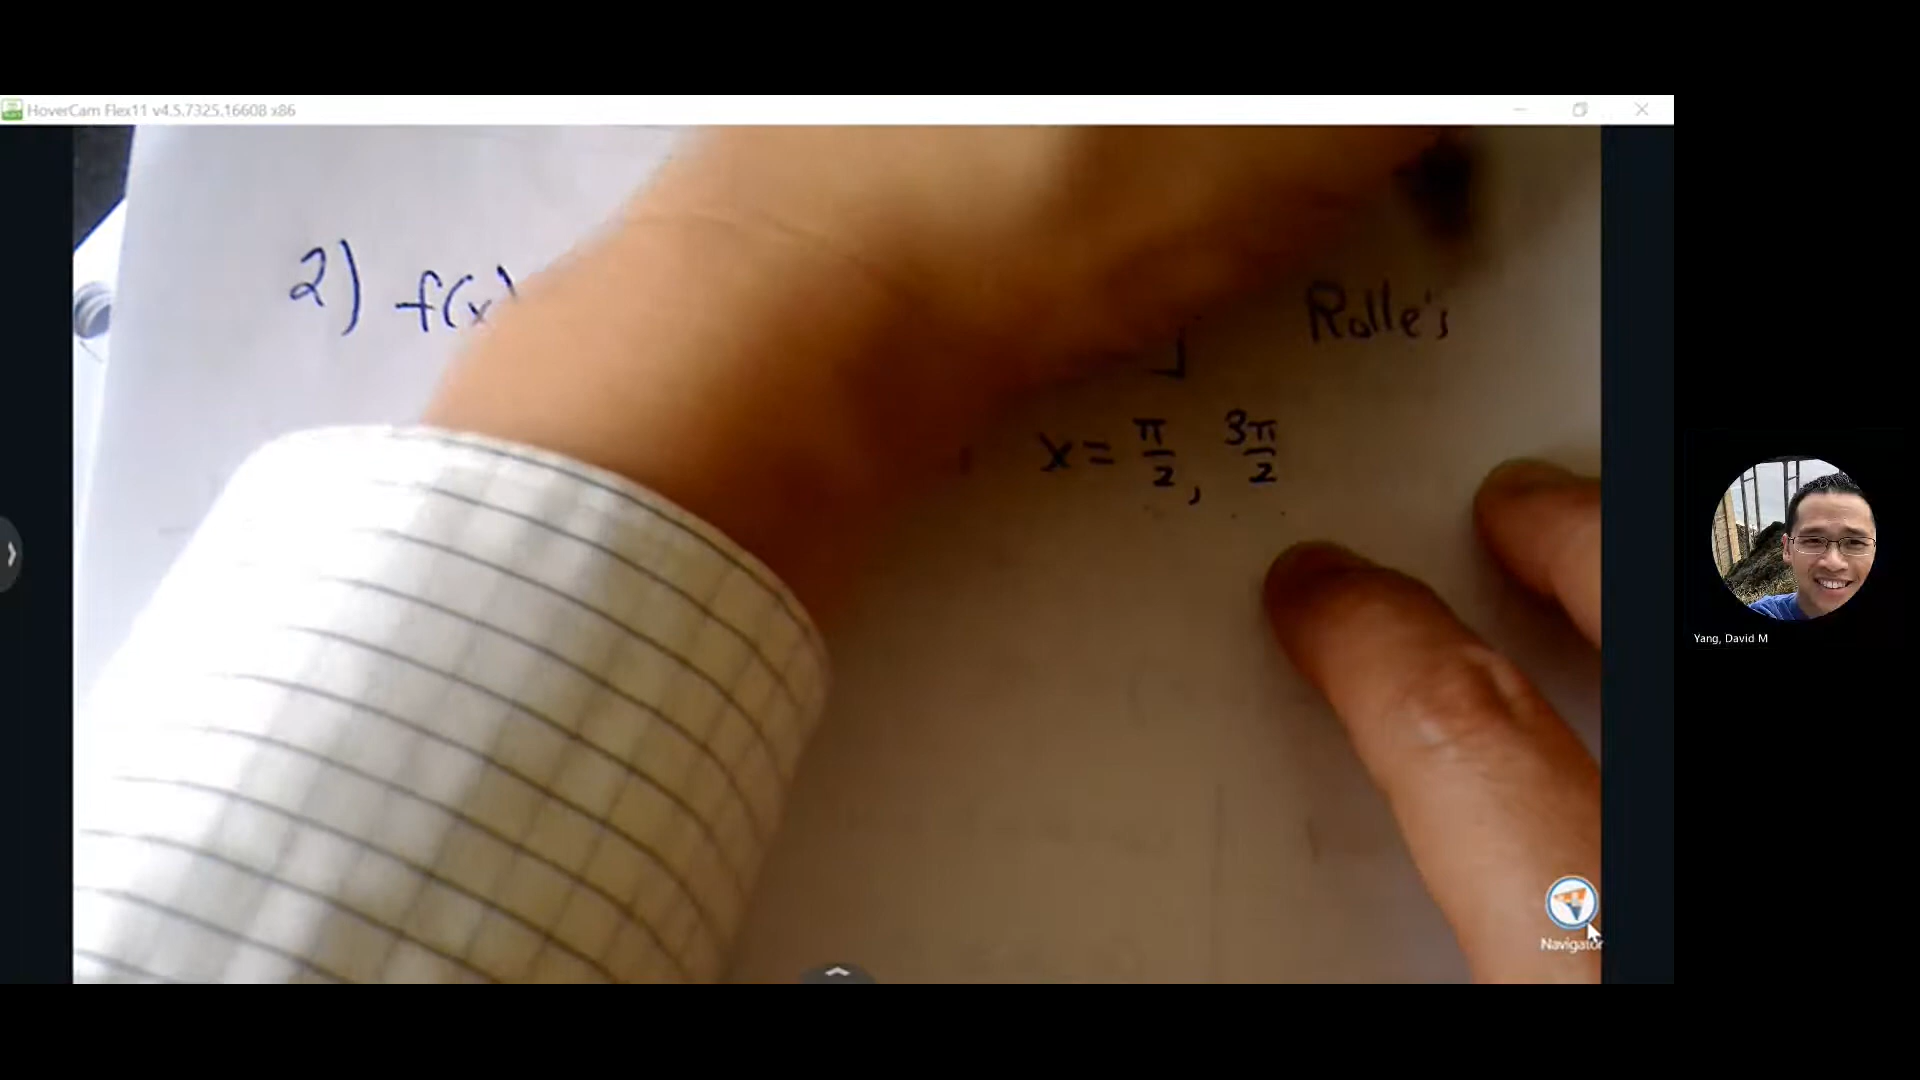 HoverCam Flex11 v4.5.7325.16608 x86
2) f(x) ] Rolle's
x = π/2, 3π/2
Yang, David M
Navigator